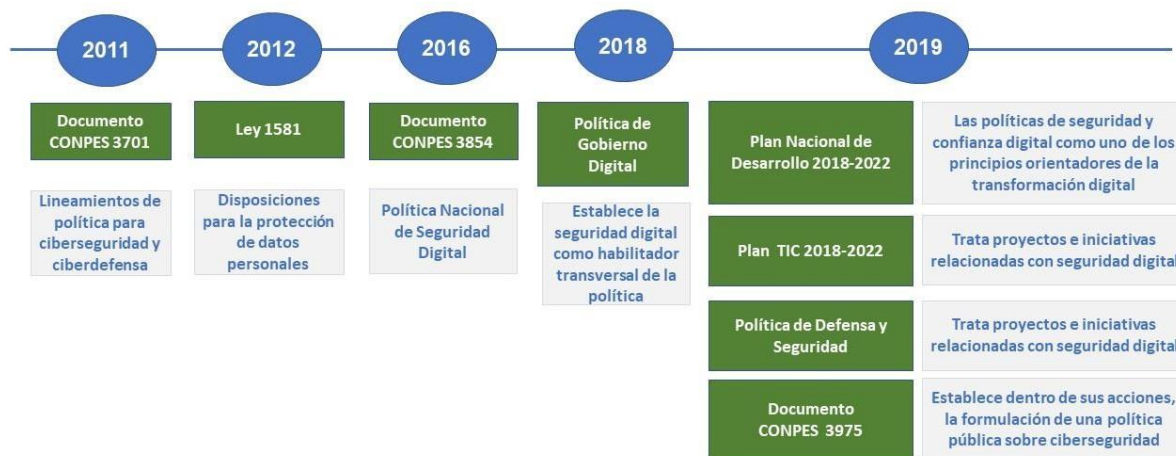 2011
2012
2016
2018
2019
Documento
CONPES 3701
Lineamientos de
política para
ciberseguridad y
ciberdefensa
Ley 1581
Disposiciones
para la protección
de datos
personales
Documento
CONPES 3854
Política Nacional
de Seguridad
Digital
Política de
Gobierno
Digital
Establece la
seguridad digital
como habilitador
transversal de la
política
Plan Nacional de
Desarrollo 2018-2022
Las políticas de seguridad y
confianza digital como uno de los
principios orientadores de la
transformación digital
Plan TIC 2018-2022
Trata proyectos e iniciativas
relacionadas con seguridad digital
Política de Defensa y
Seguridad
Trata proyectos e iniciativas
relacionadas con seguridad digital
Documento
CONPES 3975
Establece dentro de sus acciones,
la formulación de una política
pública sobre ciberseguridad